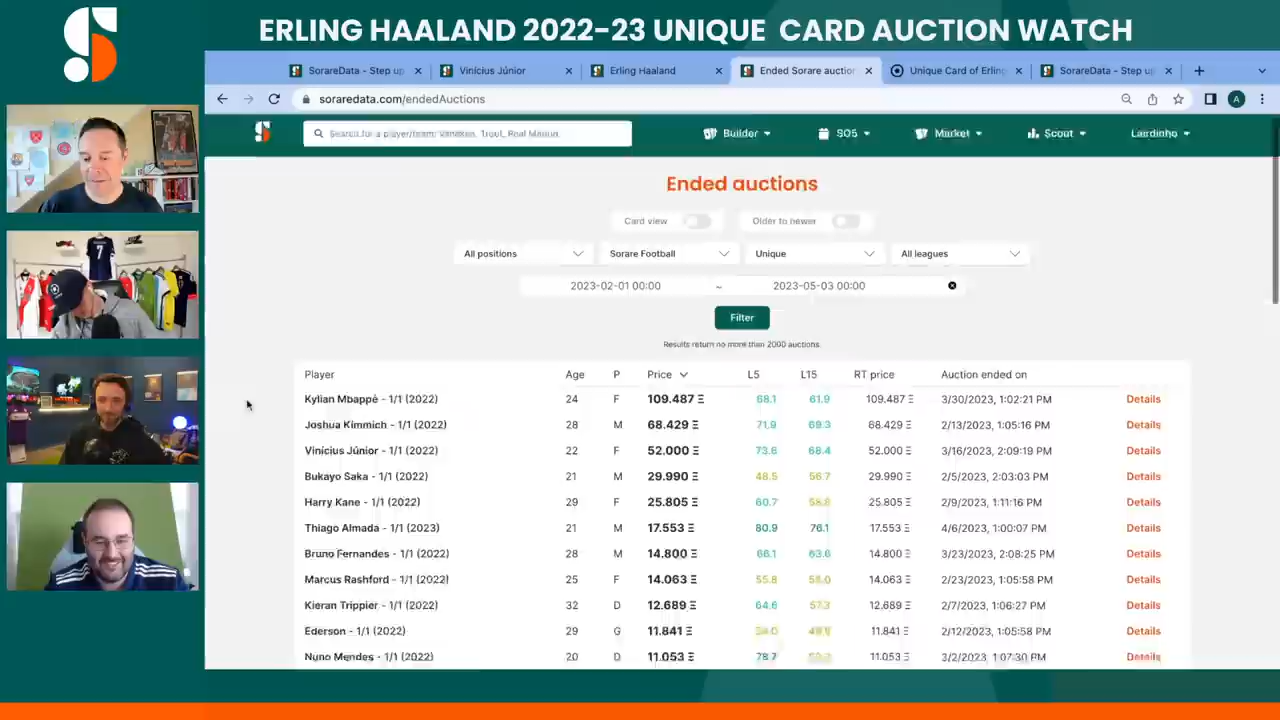 ERLING HAALAND 2022-23 UNIQUE CARD AUCTION WATCH
SorareData - Step up
Vinícius Júnior
Erling Haaland
Ended Sorare auction
Unique Card of Erling
SorareData - Step up
soraredata.com/endedAuctions
A
Search for a player/team: Vanaken, Trout, Real Madrid...
Builder
SO5
Market
Scout
Lairdinho
Ended auctions
Card view
Older to newer
All positions
Sorare Football
Unique
All leagues
2023-02-01 00:00 ~ 2023-05-03 00:00
Filter
Results return no more than 2000 auctions.
Player Age P Price L5 L15 RT price Auction ended on
Kylian Mbappé - 1/1 (2022) 24 F 109.487 Ξ 68.1 61.9 109.487 Ξ 3/30/2023, 1:02:21 PM Details
Joshua Kimmich - 1/1 (2022) 28 M 68.429 Ξ 71.9 69.3 68.429 Ξ 2/13/2023, 1:05:16 PM Details
Vinícius Júnior - 1/1 (2022) 22 F 52.000 Ξ 73.6 68.4 52.000 Ξ 3/16/2023, 2:09:19 PM Details
Bukayo Saka - 1/1 (2022) 21 M 29.990 Ξ 48.5 56.7 29.990 Ξ 2/5/2023, 2:03:03 PM Details
Harry Kane - 1/1 (2022) 29 F 25.805 Ξ 60.7 58.8 25.805 Ξ 2/9/2023, 1:11:16 PM Details
Thiago Almada - 1/1 (2023) 21 M 17.553 Ξ 80.9 76.1 17.553 Ξ 4/6/2023, 1:00:07 PM Details
Bruno Fernandes - 1/1 (2022) 28 M 14.800 Ξ 66.1 63.6 14.800 Ξ 3/23/2023, 2:08:25 PM Details
Marcus Rashford - 1/1 (2022) 25 F 14.063 Ξ 55.8 14.063 Ξ 2/23/2023, 1:05:58 PM Details
Kieran Trippier - 1/1 (2022) 32 D 12.689 Ξ 64.6 57.3 12.689 Ξ 2/7/2023, 1:06:27 PM Details
Ederson - 1/1 (2022) 29 G 11.841 Ξ 11.841 Ξ 2/12/2023, 1:05:58 PM Details
Nuno Mendes - 1/1 (2022) 20 D 11.053 Ξ 78.7 11.053 Ξ 3/2/2023, 1:07:30 PM Details